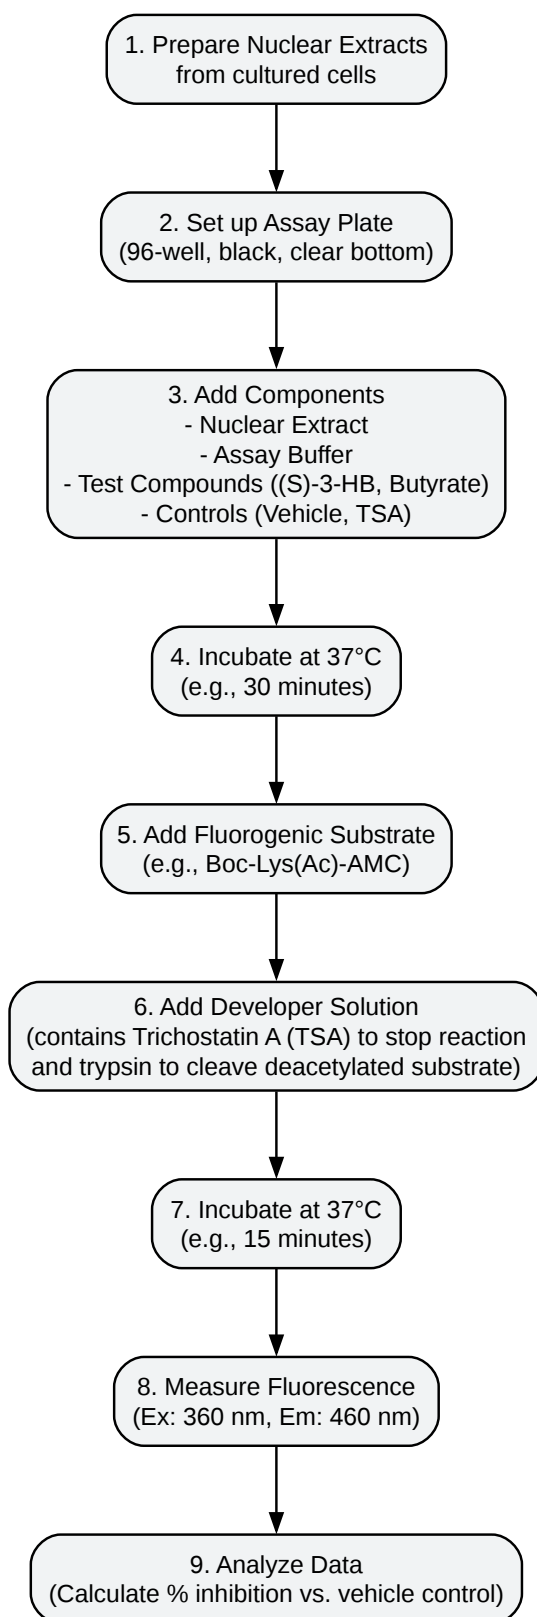 1. Prepare Nuclear Extracts
from cultured cells
2. Set up Assay Plate
(96-well, black, clear bottom)
3. Add Components
- Nuclear Extract
- Assay Buffer
- Test Compounds ((S)-3-HB, Butyrate)
- Controls (Vehicle, TSA)
4. Incubate at 37°C
(e.g., 30 minutes)
5. Add Fluorogenic Substrate
(e.g., Boc-Lys(Ac)-AMC)
6. Add Developer Solution
(contains Trichostatin A (TSA) to stop reaction
and trypsin to cleave deacetylated substrate)
7. Incubate at 37°C
(e.g., 15 minutes)
8. Measure Fluorescence
(Ex: 360 nm, Em: 460 nm)
9. Analyze Data
(Calculate % inhibition vs. vehicle control)